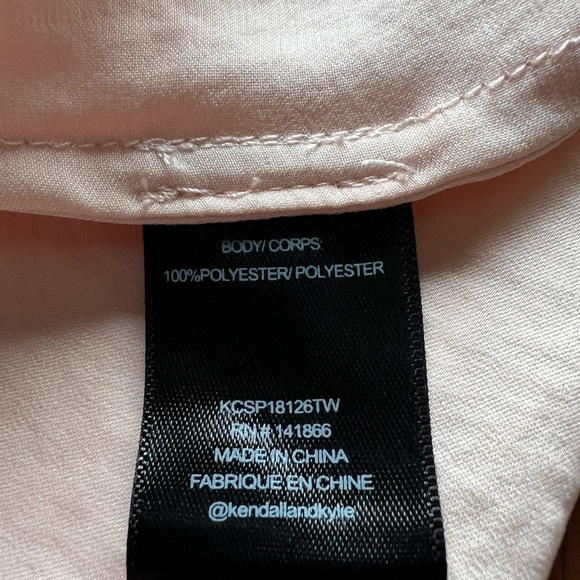 BODY/ CORPS:
100%POLYESTER/ POLYESTER
KCSP18126TW
RN # 141866
MADE IN CHINA
FABRIQUE EN CHINE
@kendallandkylie